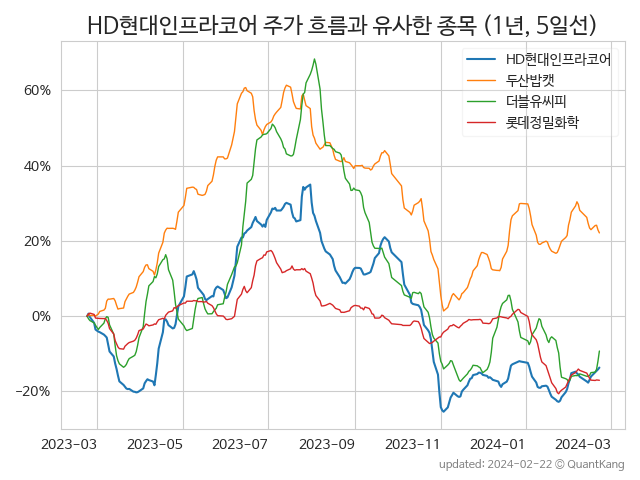 HD현대인프라코어 주가 흐름과 유사한 종목 (1년, 5일선)
HD현대인프라코어
두산밥캣
더블유씨피
롯데정밀화학
60%
40%
20%
0%
−20%
2023-03
2023-05
2023-07
2023-09
2023-11
2024-01
2024-03
updated: 2024-02-22 © QuantKang